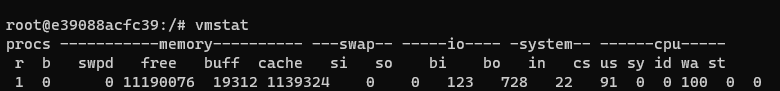 root@e39088acfc39:/# vmstat
procs -----------memory---------- ---swap-- -----io---- -system-- ------cpu-----
 r  b   swpd   free   buff  cache   si   so    bi    bo   in   cs us sy id wa st
 1  0      0 11190076  19312 1139324    0    0   123   728   22   91  0  0 100  0  0